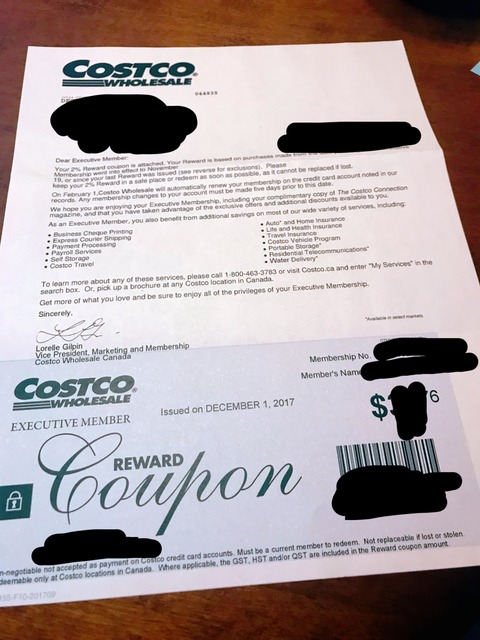 COSTCO
WHOLESALE
Dear Executive Member:
Your 2% Reward coupon is attached. Your Reward is based on purchases made from the
Membership went into effect to November
19, or since your last Reward was issued (see reverse for exclusions). Please
keep your 2% Reward in a safe place or redeem as soon as possible, as it cannot be replaced if lost.
On February 1, Costco Wholesale will automatically renew your membership on the credit card account noted in our
records. Any membership changes to your account must be made five days prior to this date.
We hope you are enjoying your Executive Membership, including your complimentary copy of The Costco Connection
magazine, and that you have taken advantage of the exclusive offers and additional discounts available to you.
As an Executive Member, you also benefit from additional savings on most of our wide variety of services, including:
• Business Cheque Printing
• Express Courier Shipping
• Payment Processing
• Payroll Services
• Self Storage
• Costco Travel
• Auto* and Home Insurance
• Life and Health Insurance
• Travel Insurance
• Costco Vehicle Program
• Portable Storage*
• Residential Telecommunications*
• Water Delivery*
To learn more about any of these services, please call 1-800-463-3783 or visit Costco.ca and enter "My Services" in the
search box. Or, pick up a brochure at any Costco location in Canada.
Get more of what you love and be sure to enjoy all of the privileges of your Executive Membership.
Sincerely,
*Available in select markets.
Lorelle Gilpin
Vice President, Marketing and Membership
Costco Wholesale Canada
COSTCO
WHOLESALE
EXECUTIVE MEMBER
Issued on DECEMBER 1, 2017
Membership No.
Member's Name
$ 6
REWARD
Coupon
n-negotiable not accepted as payment on Costco credit card accounts. Must be a current member to redeem. Not replaceable if lost or stolen.
deemable only at Costco locations in Canada. Where applicable, the GST, HST and/or QST are included in the Reward coupon amount.